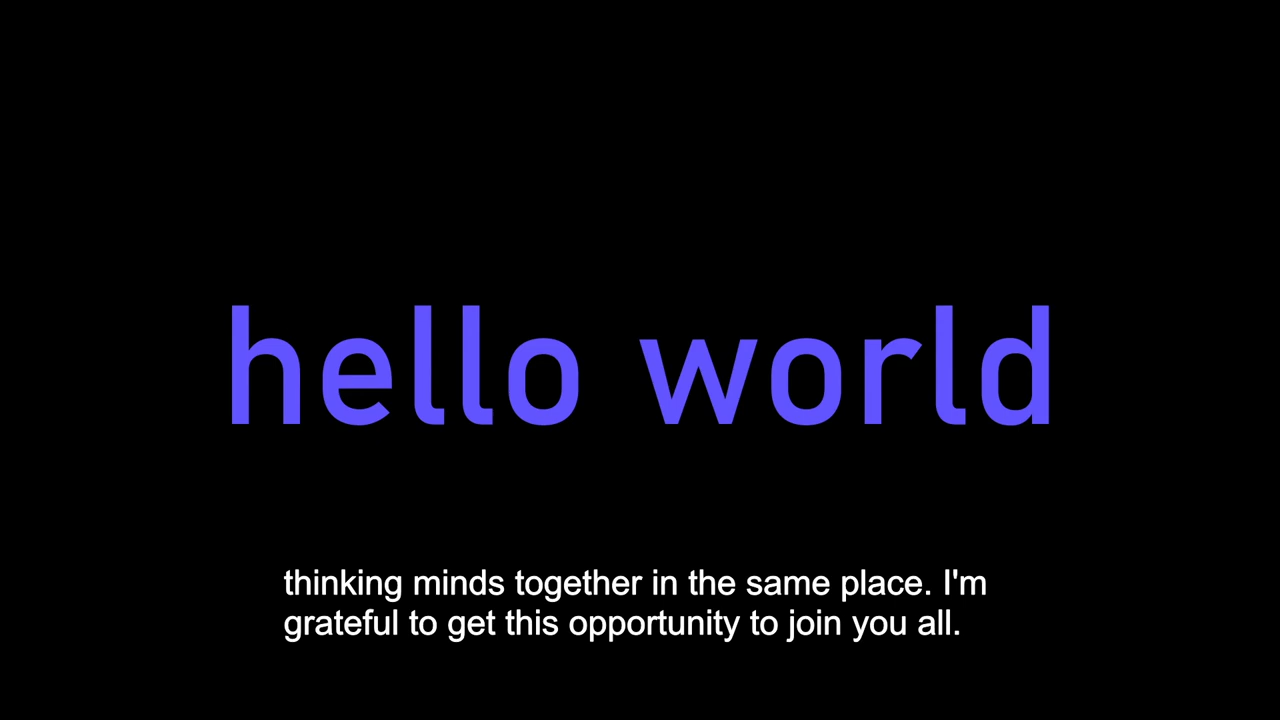 hello world
thinking minds together in the same place. I'm
grateful to get this opportunity to join you all.